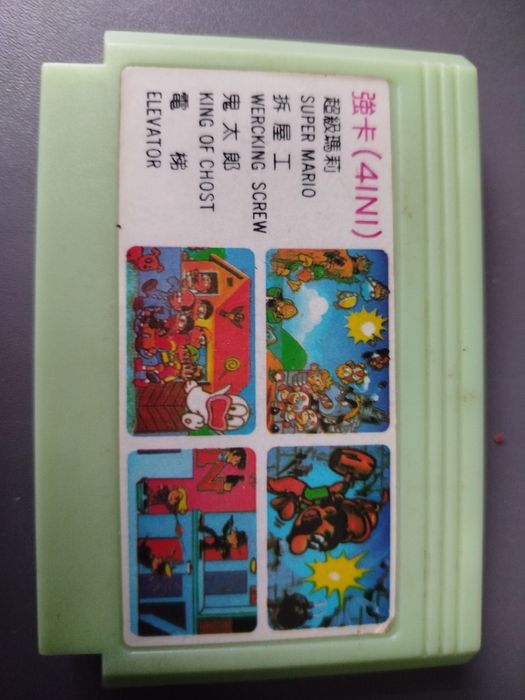 強卡(4IN1)
超級瑪莉
SUPER MARIO
拆屋工
WERCKING SCREW
鬼太郎
KING OF CHOST
電梯
ELEVATOR